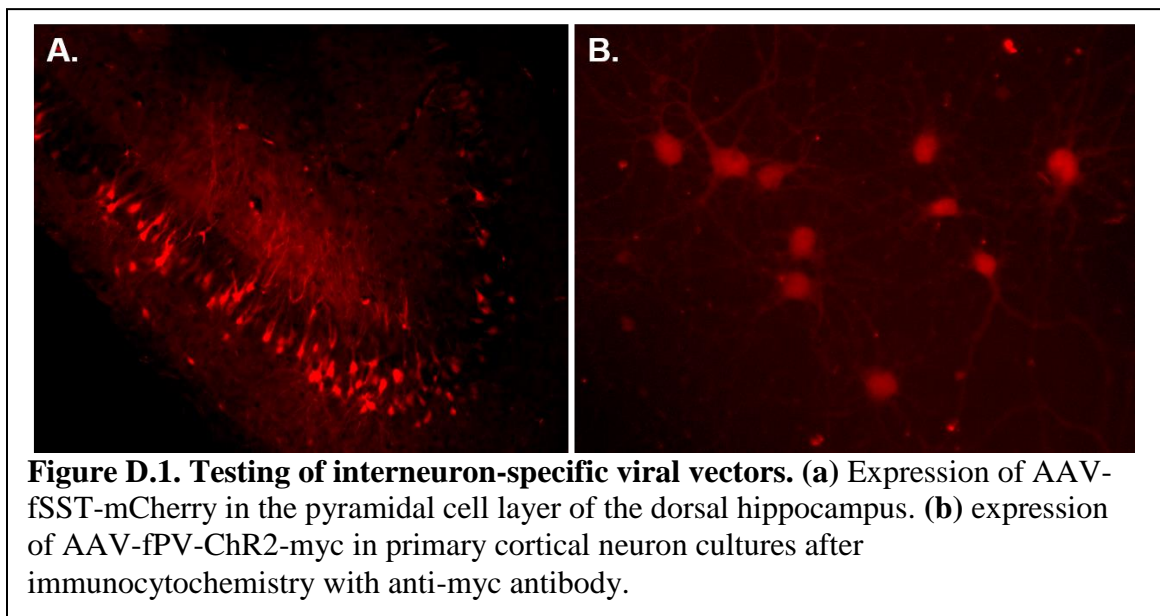 A.
B.
Figure D.1. Testing of interneuron-specific viral vectors. (a) Expression of AAV-
fSST-mCherry in the pyramidal cell layer of the dorsal hippocampus. (b) expression
of AAV-fPV-ChR2-myc in primary cortical neuron cultures after
immunocytochemistry with anti-myc antibody.